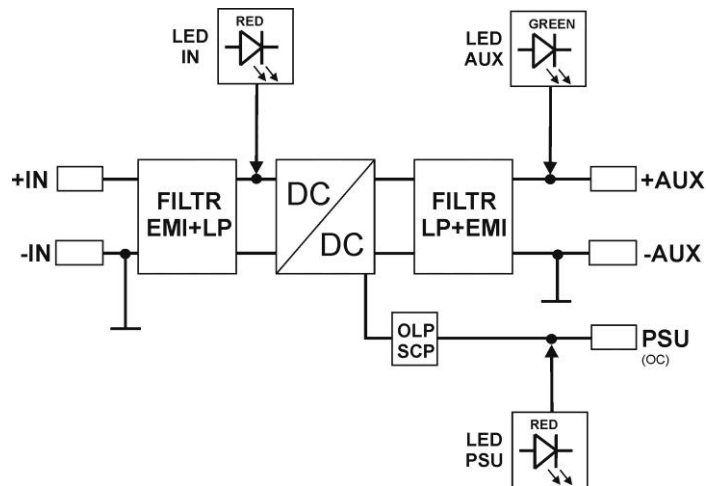 LED
IN
RED
LED
AUX
GREEN
+IN
-IN
FILTR
EMI+LP
DC
DC
FILTR
LP+EMI
+AUX
-AUX
OLP
SCP
PSU
(OC)
LED
PSU
RED